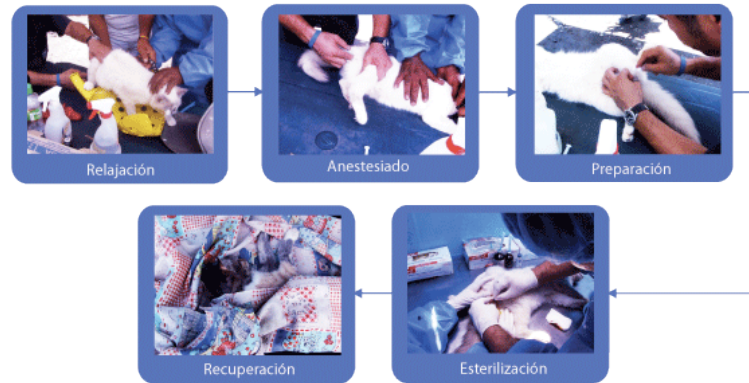 Relajación
Anestesiado
Preparación
Esterilización
Recuperación